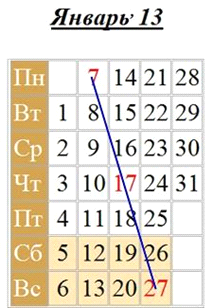 Январь 13
Пн 7 14 21 28
Вт 1 8 15 22 29
Ср 2 9 16 23 30
Чт 3 10 17 24 31
Пт 4 11 18 25
Сб 5 12 19 26
Вс 6 13 20 27